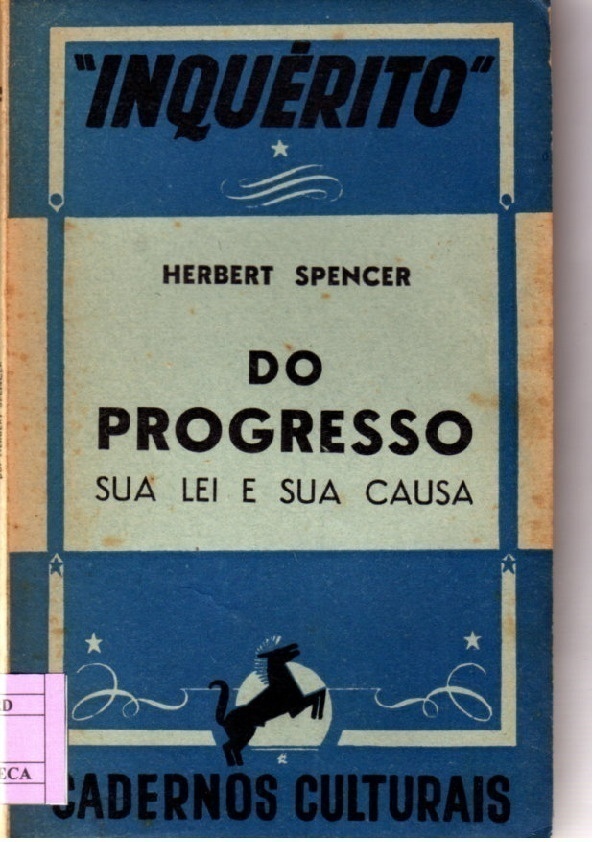 "INQUÉRITO"
HERBERT SPENCER
DO
PROGRESSO
SUA LEI E SUA CAUSA
CADERNOS CULTURAIS